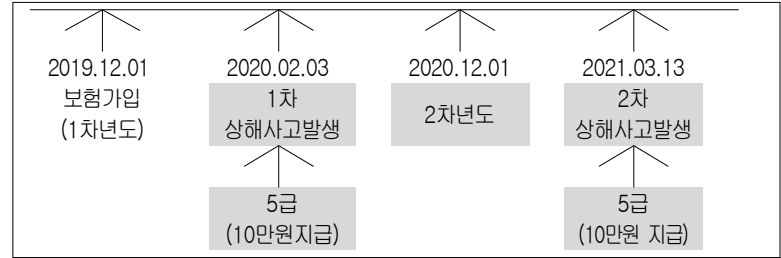 2019.12.01
보험가입
(1차년도)
2020.02.03
1차
상해사고발생
5급
(10만원지급)
2020.12.01
2차년도
2021.03.13
2차
상해사고발생
5급
(10만원 지급)